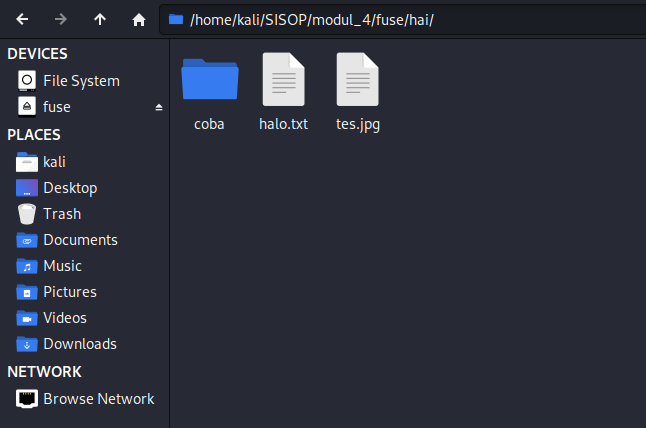 /home/kali/SISOP/modul_4/fuse/hai/
DEVICES
File System
fuse
PLACES
kali
Desktop
Trash
Documents
Music
Pictures
Videos
Downloads
NETWORK
Browse Network
coba
halo.txt
tes.jpg